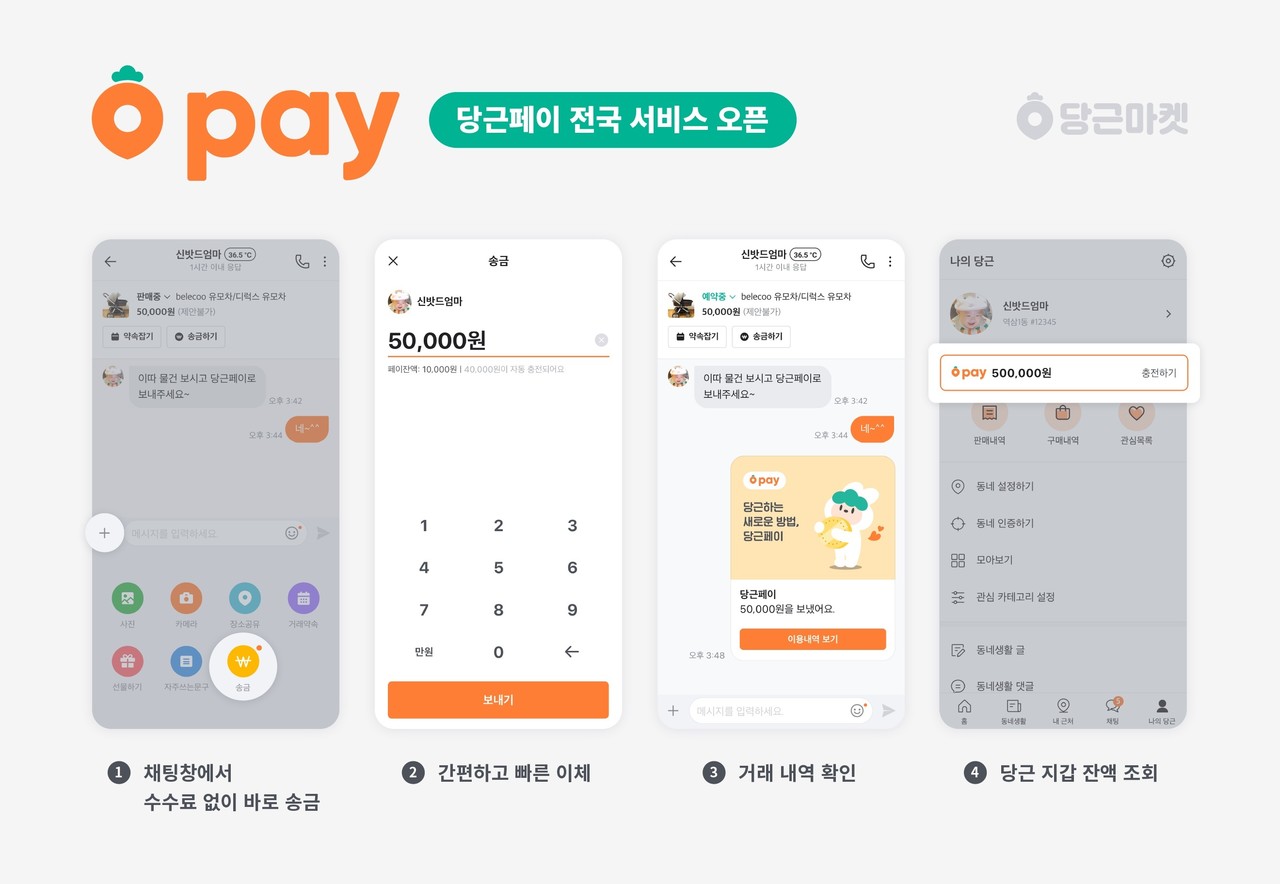 pay
당근페이 전국 서비스 오픈
당근마켓
신밧드엄마 36.5 °C
1시간 이내 응답
판매중 belecoo 유모차/디럭스 유모차
50,000원 (제안불가)
약속잡기 송금하기
이따 물건 보시고 당근페이로
보내주세요~
오후 3:42
오후 3:44 네~^^
메시지를 입력하세요.
사진 카메라 장소공유 거래약속
선물하기 자주쓰는문구 송금
1 채팅창에서
수수료 없이 바로 송금
송금
신밧드엄마
50,000원
페이잔액: 10,000원 | 40,000원이 자동 충전되어요
1 2 3
4 5 6
7 8 9
만원 0
보내기
2 간편하고 빠른 이체
신밧드엄마 36.5 °C
1시간 이내 응답
예약중 belecoo 유모차/디럭스 유모차
50,000원 (제안불가)
약속잡기 송금하기
이따 물건 보시고 당근페이로
보내주세요~
오후 3:42
오후 3:44 네~^^
pay
당근하는
새로운 방법,
당근페이
당근페이
50,000원을 보냈어요.
이용내역 보기
오후 3:48
메시지를 입력하세요.
3 거래 내역 확인
나의 당근
신밧드엄마
역삼1동 #12345
pay 500,000원 충전하기
판매내역 구매내역 관심목록
동네 설정하기
동네 인증하기
모아보기
관심 카테고리 설정
동네생활 글
동네생활 댓글
홈 동네생활 내 근처 채팅 나의 당근
4 당근 지갑 잔액 조회